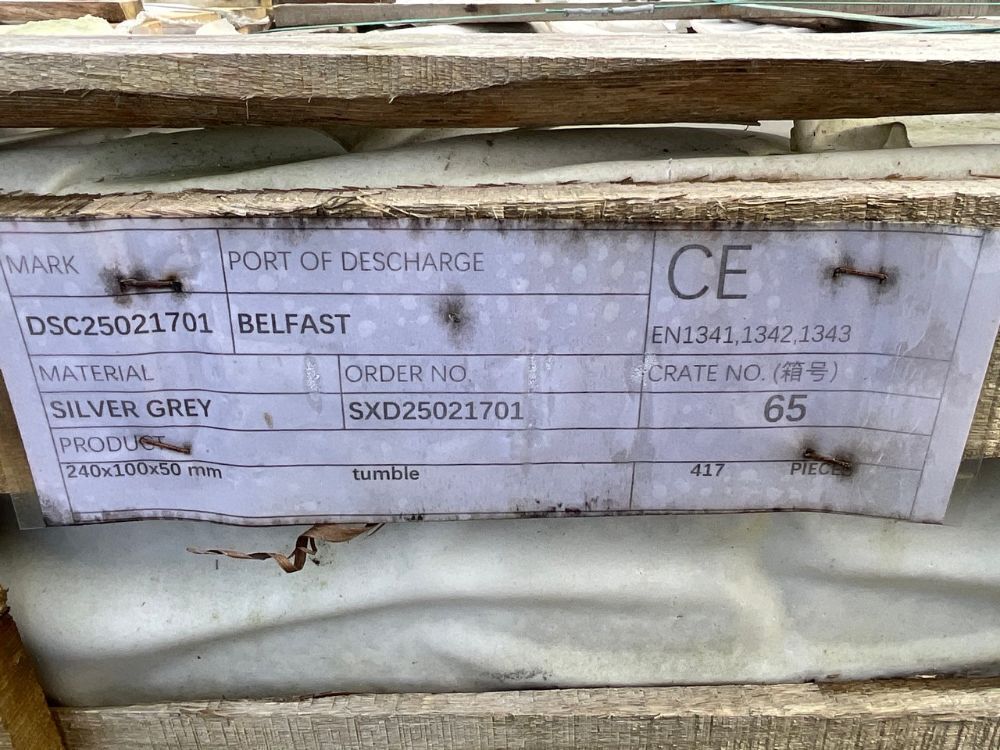 MARK
PORT OF DESCHARGE
CE
DSC25021701
BELFAST
EN1341,1342,1343
MATERIAL
ORDER NO
CRATE NO. (箱号)
SILVER GREY
SXD25021701
65
PRODUCT
240x100x50 mm
tumble
417 PIECES